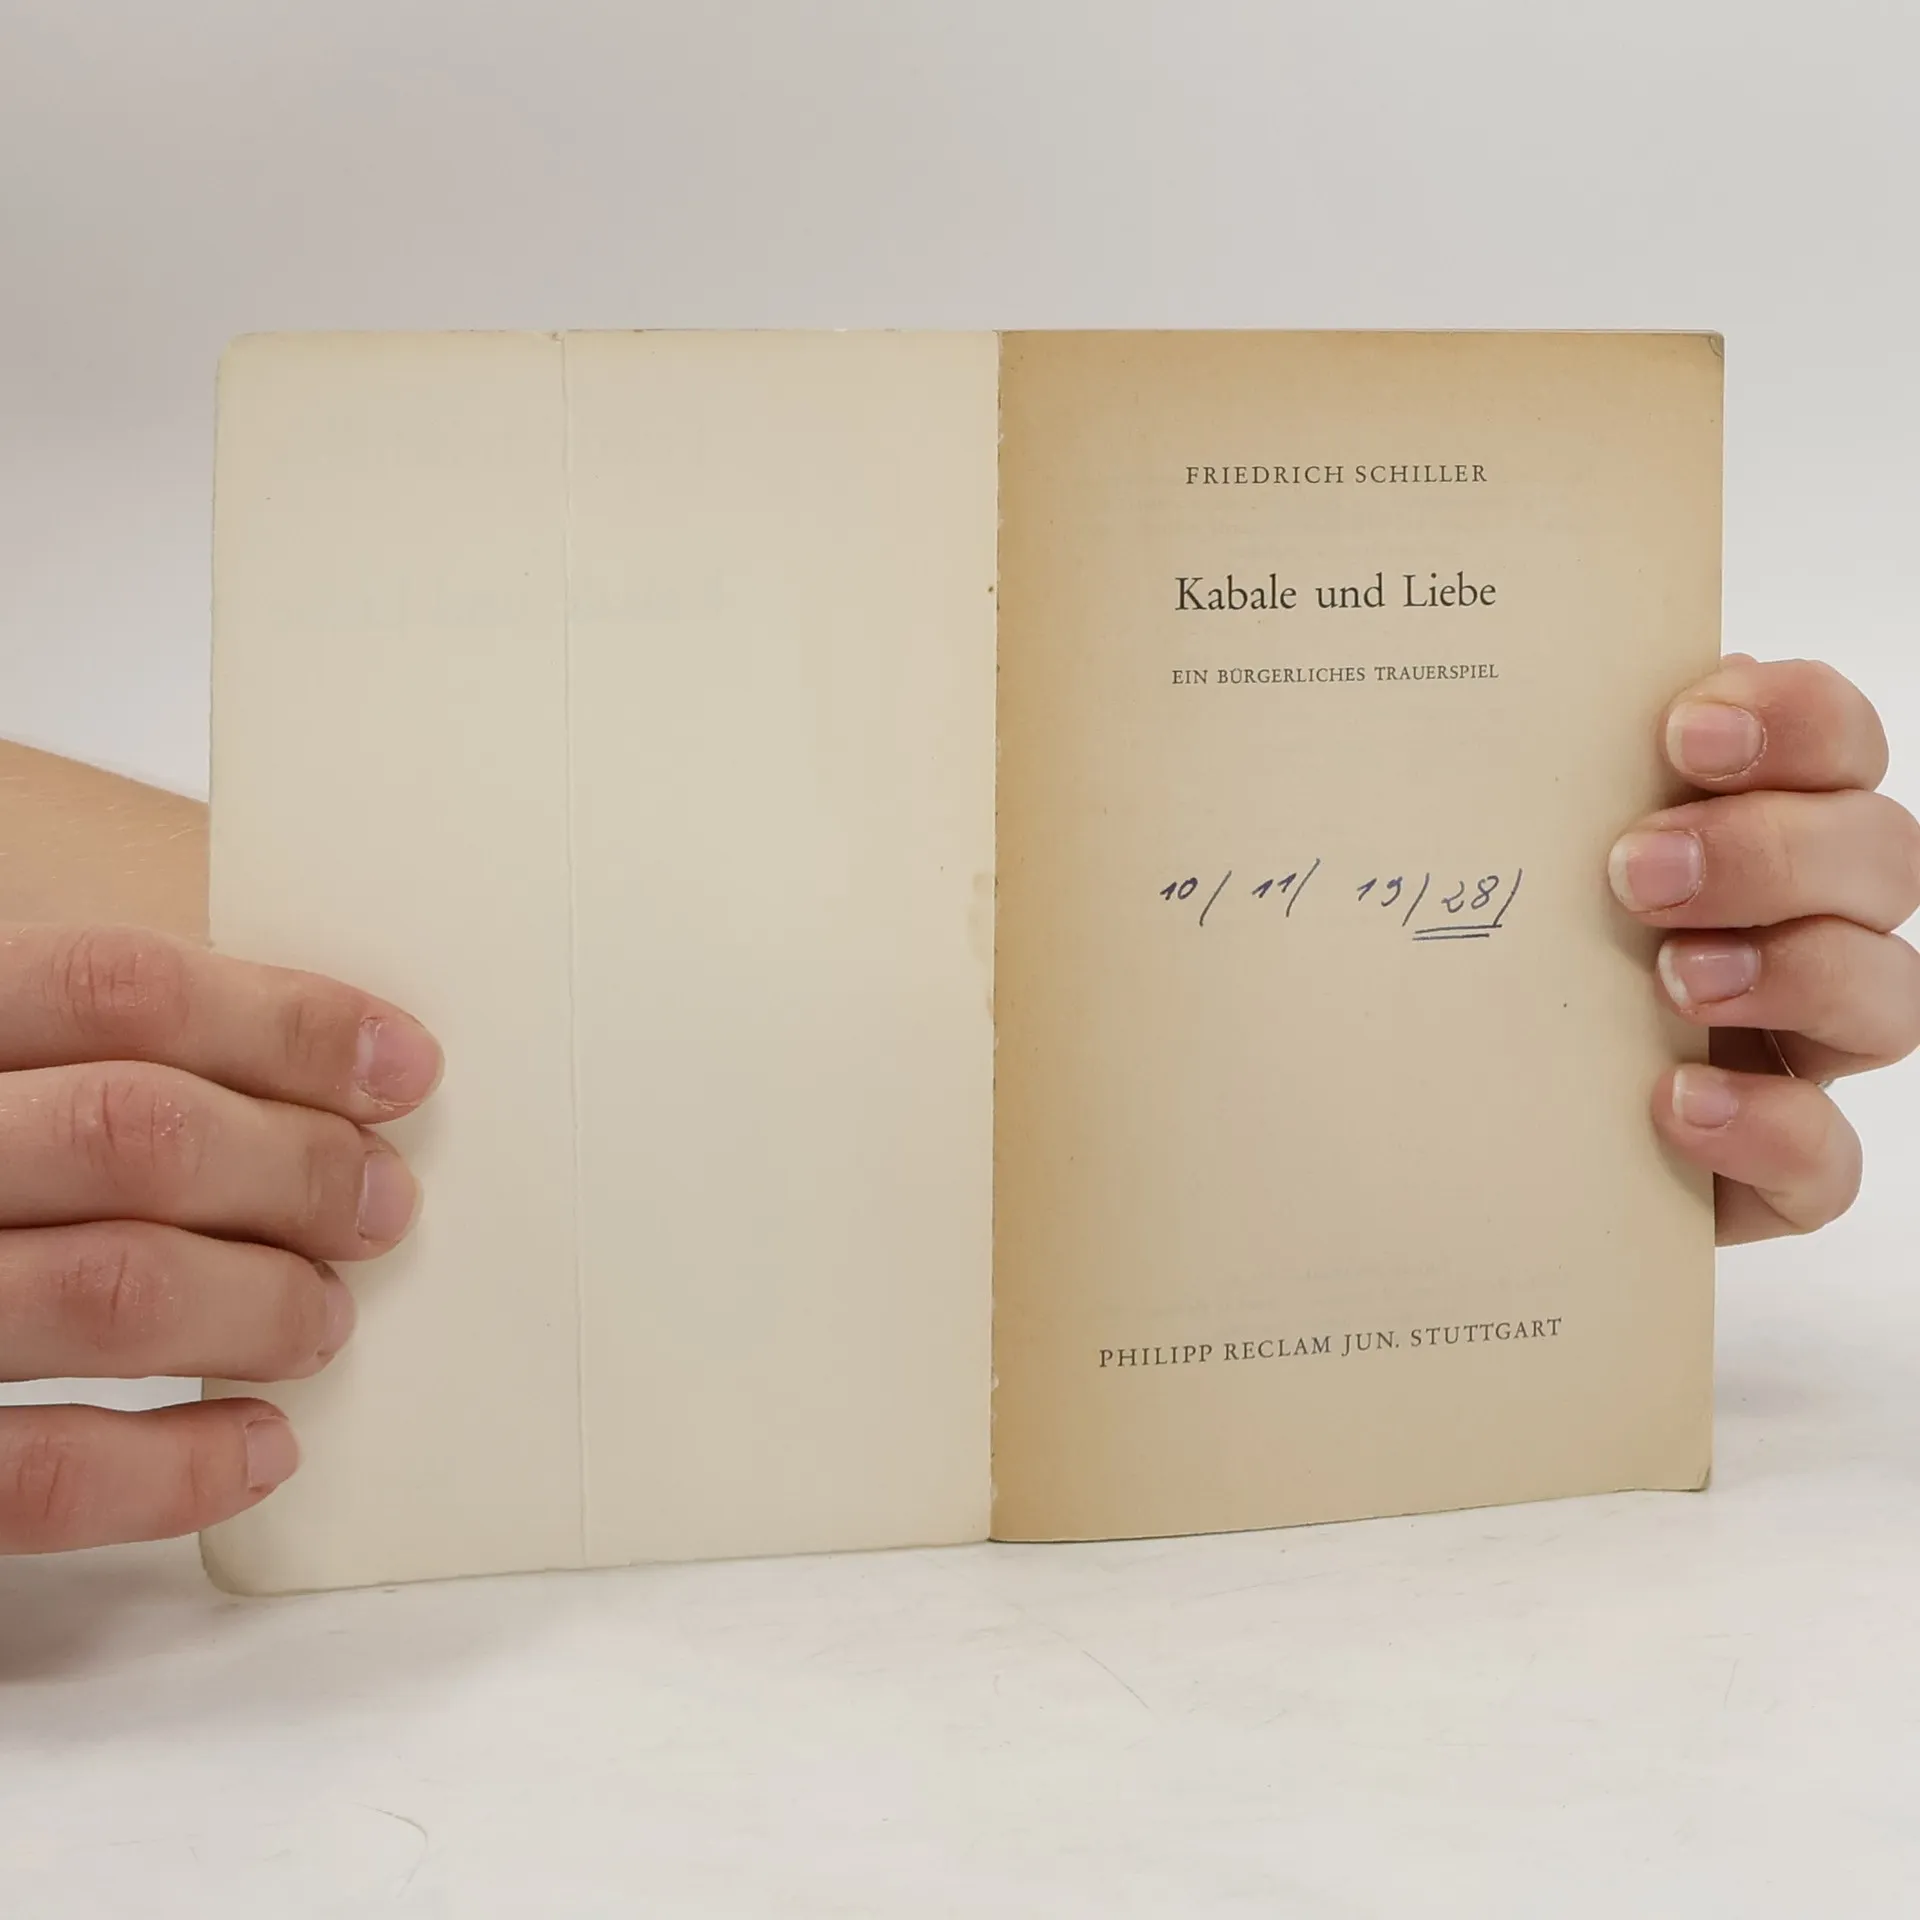 FRIEDRICH SCHILLER
Kabale und Liebe
EIN BÜRGERLICHES TRAUERSPIEL
10/ 11/ 19/ 28/
PHILIPP RECLAM JUN. STUTTGART